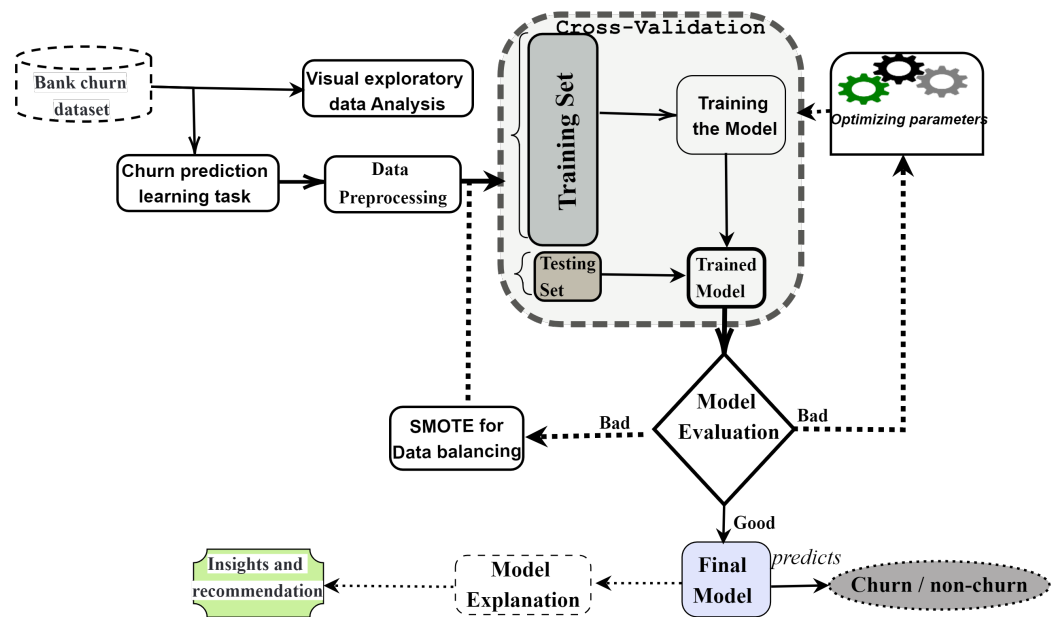 Cross-Validation
Bank churn
dataset
Visual exploratory
data Analysis
Training Set
Training
the Model
Optimizing parameters
Churn prediction
learning task
Data
Preprocessing
Testing
Set
Trained
Model
Model
Evaluation
Bad
Bad
SMOTE for
Data balancing
Good
Final
Model
predicts
Churn / non-churn
Model
Explanation
Insights and
recommendation